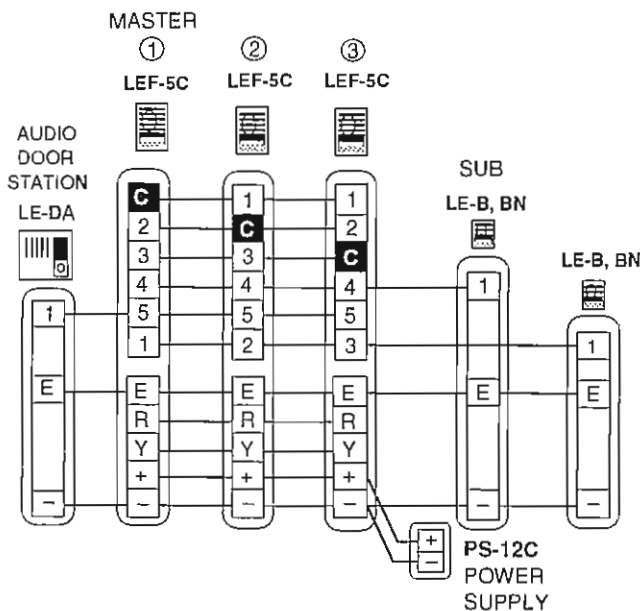 MASTER
① ② ③
LEF-5C LEF-5C LEF-5C
AUDIO
DOOR
STATION
LE-DA
SUB
LE-B, BN
LE-B, BN
C 1 1
2 C 2
3 3 C
1 4 4 4 1
5 5 5
1 2 3 1
E E E E E E
R R R
Y Y Y
+ + +
– – – – – –
+
–
PS-12C
POWER
SUPPLY